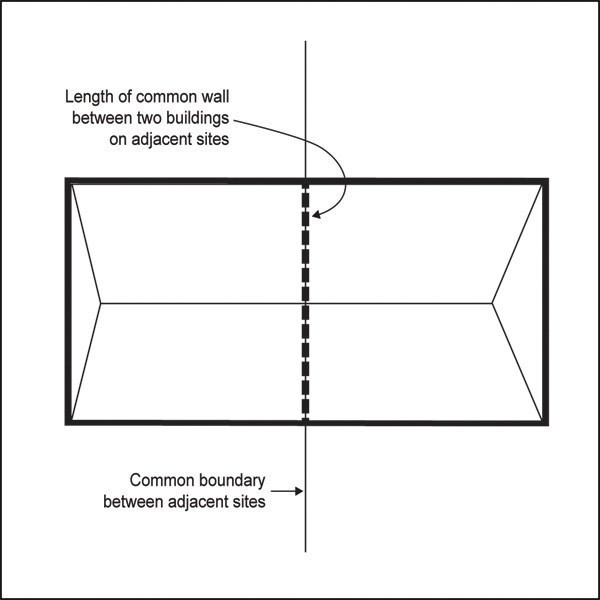 Length of common wall
between two buildings
on adjacent sites
Common boundary
between adjacent sites